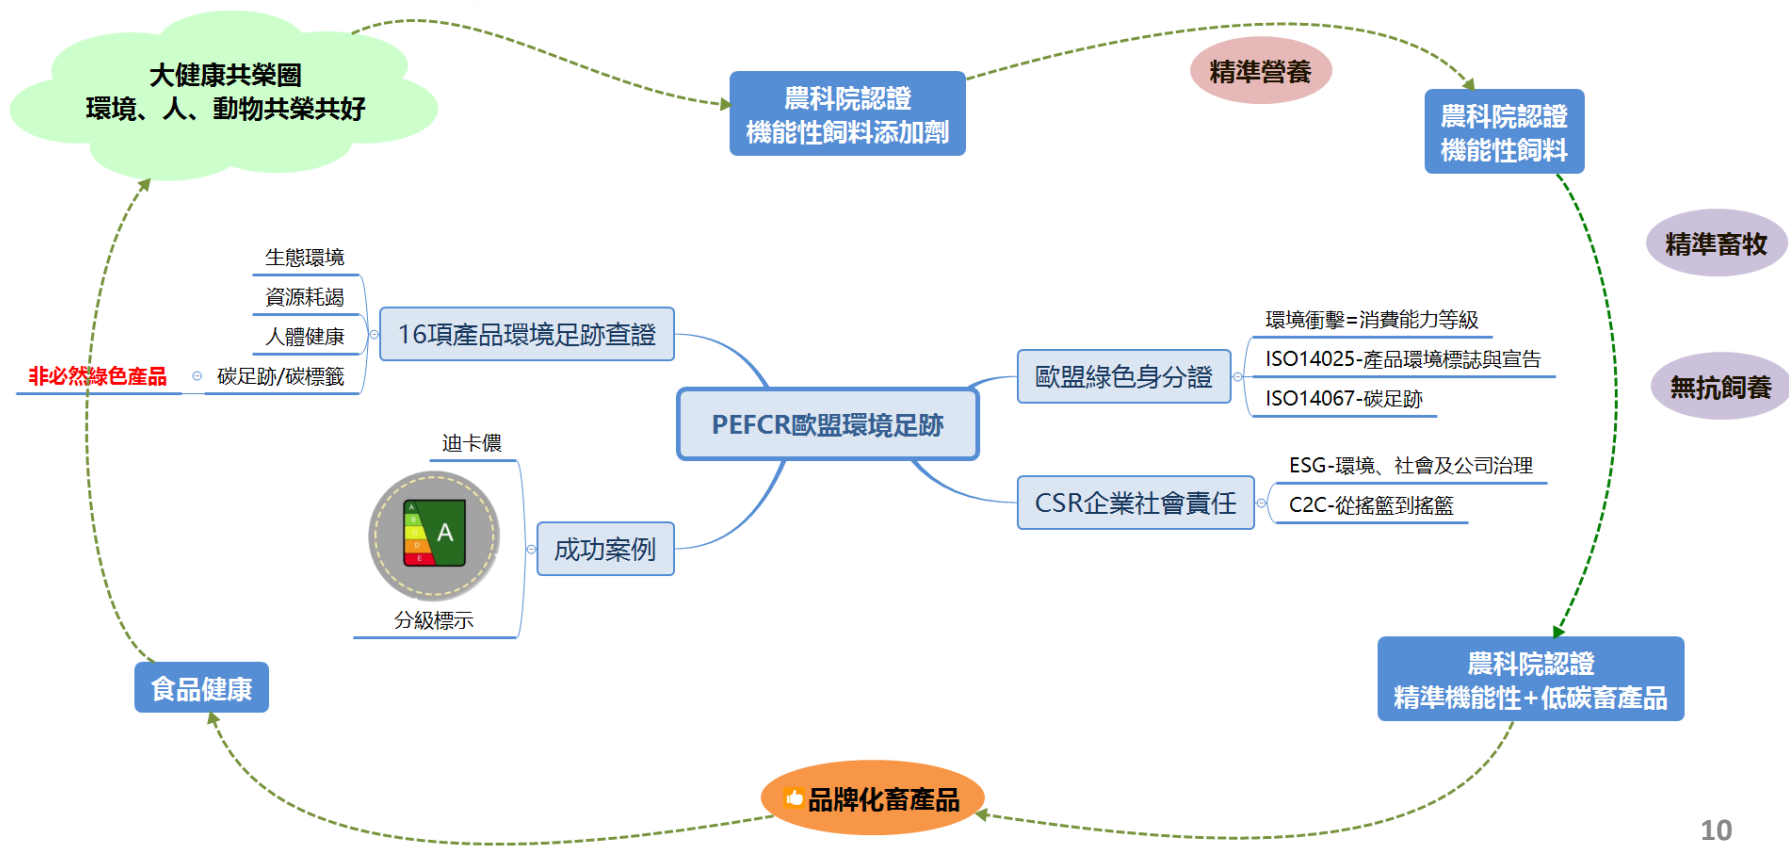 大健康共榮圈
環境、人、動物共榮共好
農科院認證
機能性飼料添加劑
精準營養
農科院認證
機能性飼料
精準畜牧
無抗飼養
生態環境
資源耗竭
人體健康
碳足跡/碳標籤
非必然綠色產品
16項產品環境足跡查證
PEFCR歐盟環境足跡
歐盟綠色身分證
環境衝擊=消費能力等級
ISO14025-產品環境標誌與宣告
ISO14067-碳足跡
CSR企業社會責任
ESG-環境、社會及公司治理
C2C-從搖籃到搖籃
成功案例
迪卡儂
A
B
C
D
E
A
分級標示
農科院認證
精準機能性+低碳畜產品
品牌化畜產品
食品健康
10